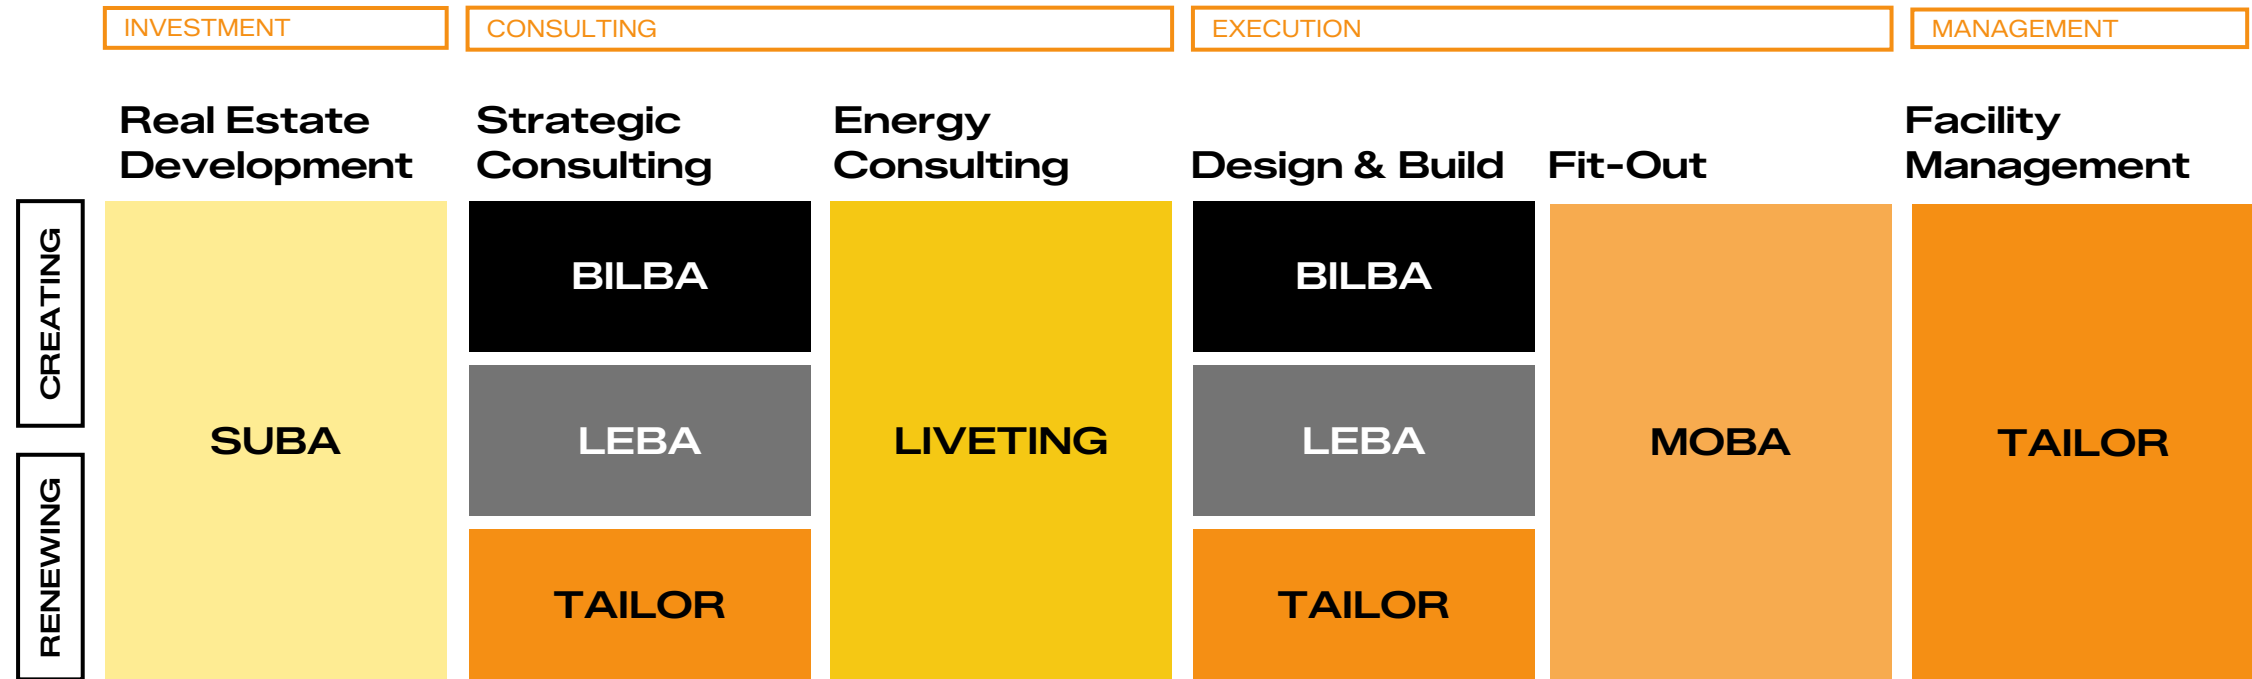 INVESTMENT
CONSULTING
EXECUTION
MANAGEMENT
Real Estate
Development
Strategic
Consulting
Energy
Consulting
Design & Build
Fit-Out
Facility
Management
CREATING
RENEWING
SUBA
BILBA
LEBA
TAILOR
LIVETING
BILBA
LEBA
TAILOR
MOBA
TAILOR